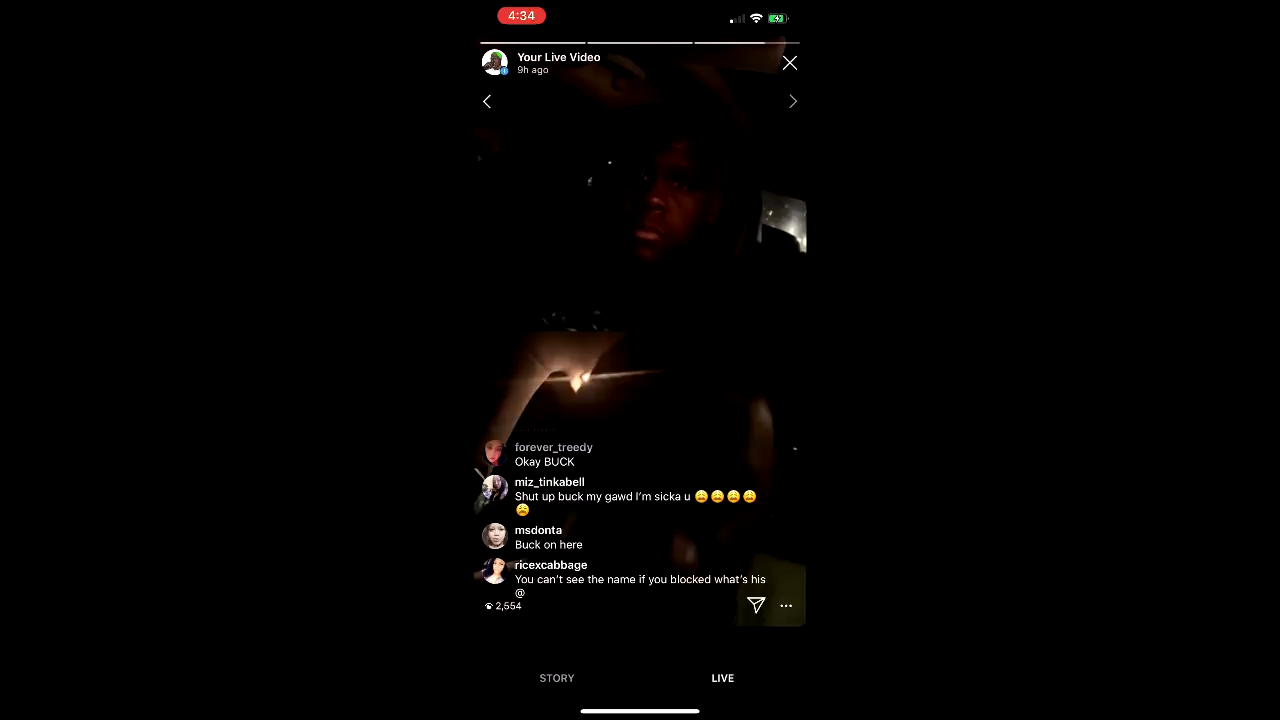 4:34
Your Live Video
9h ago
forever_treedy
Okay BUCK
miz_tinkabell
Shut up buck my gawd I’m sicka u 😩😩😩😩
😩
msdonta
Buck on here
ricexcabbage
You can’t see the name if you blocked what’s his
@
2,554
STORY
LIVE